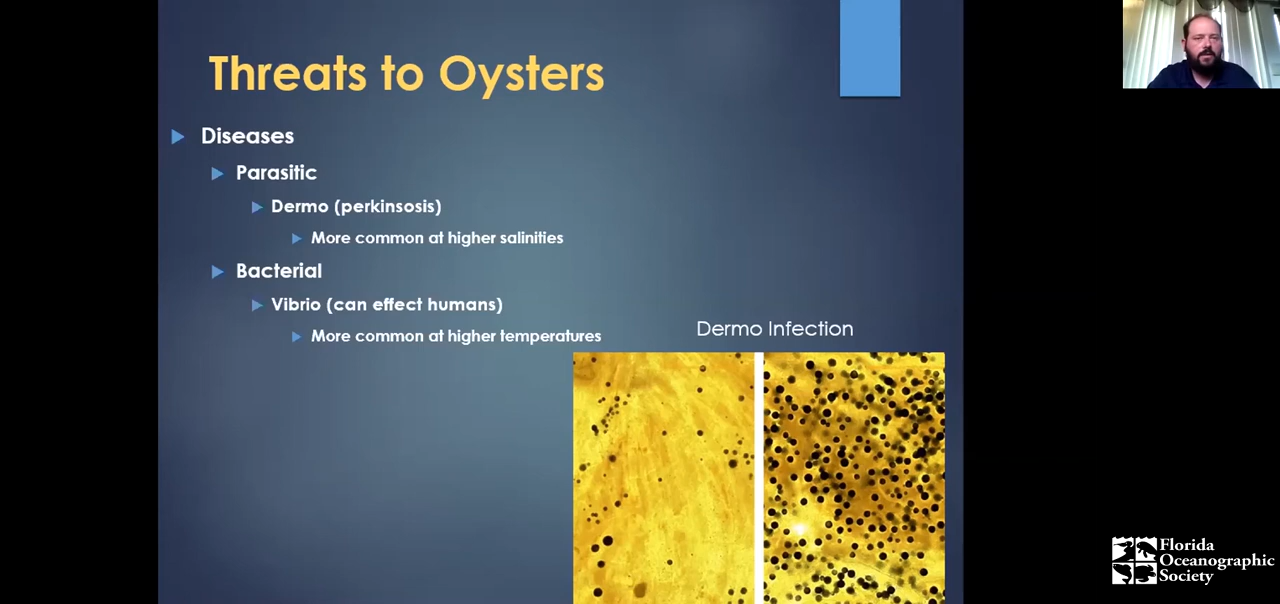 Threats to Oysters
Diseases
Parasitic
Dermo (perkinsosis)
More common at higher salinities
Bacterial
Vibrio (can effect humans)
More common at higher temperatures
Dermo Infection
Florida
Oceanographic
Society